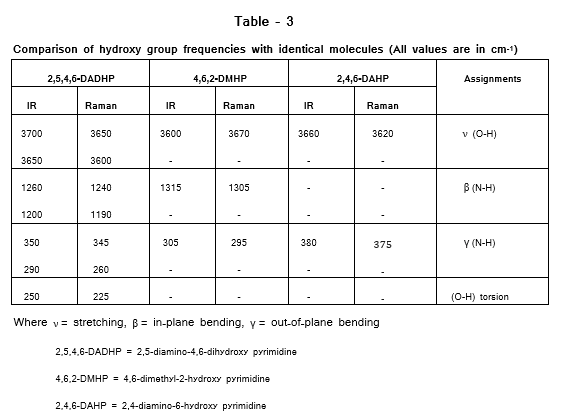 Table - 3
Comparison of hydroxy group frequencies with identical molecules (All values are in cm-1)
2,5,4,6-DADHP 4,6,2-DMHP 2,4,6-DAHP Assignments
IR Raman IR Raman IR Raman
3700 3650 3600 3670 3660 3620 ν (O-H)
3650 3600 - - - -
1260 1240 1315 1305 - - β (N-H)
1200 1190 - - - -
350 345 305 295 380 375 γ (N-H)
290 260 - - - -
250 225 - - - - (O-H) torsion
Where ν = stretching, β = in-plane bending, γ = out-of-plane bending
2,5,4,6-DADHP = 2,5-diamino-4,6-dihydroxy pyrimidine
4,6,2-DMHP = 4,6-dimethyl-2-hydroxy pyrimidine
2,4,6-DAHP = 2,4-diamino-6-hydroxy pyrimidine